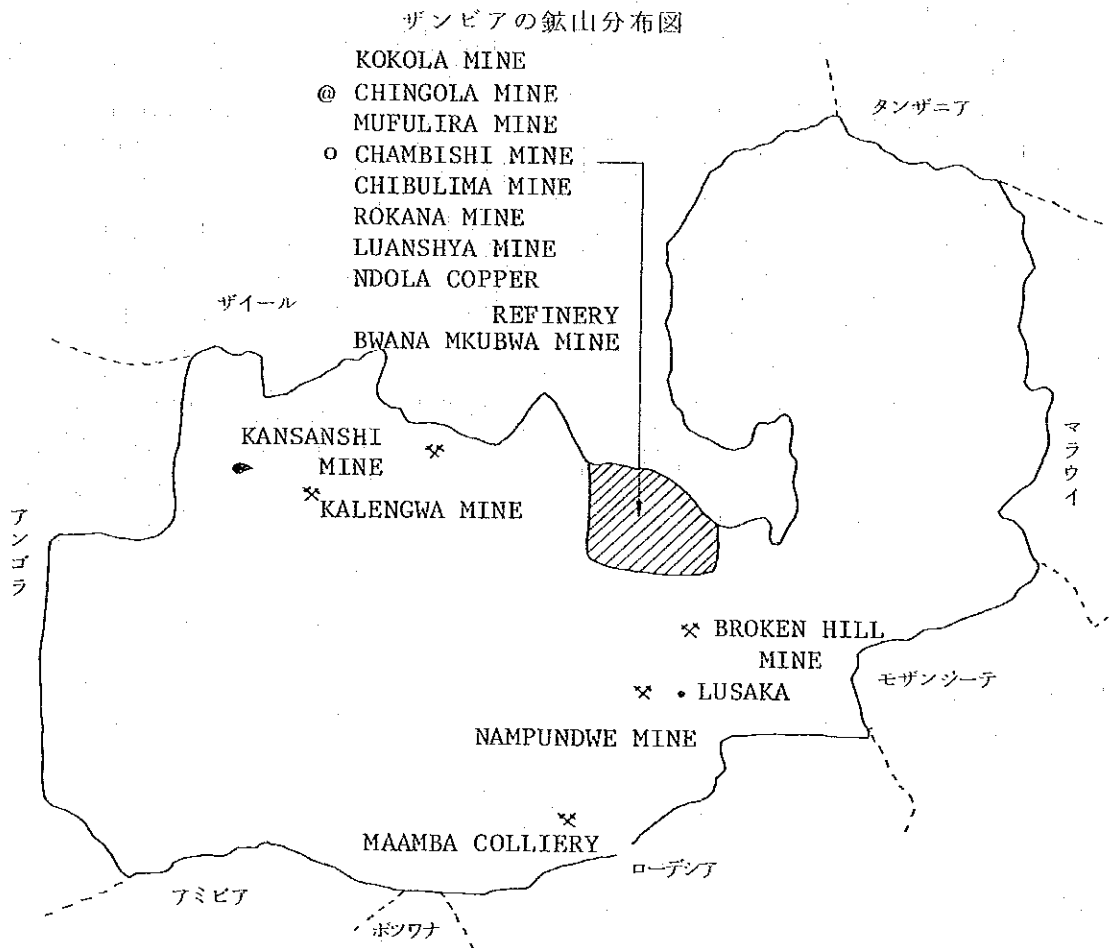 ザンビアの鉱山分布図
KOKOLA MINE
@ CHINGOLA MINE
MUFULIRA MINE
o CHAMBISHI MINE
CHIBULIMA MINE
ROKANA MINE
LUANSHYA MINE
NDOLA COPPER
REFINERY
BWANA MKUBWA MINE
タンザニア
ザイール
マラウイ
アンゴラ
KANSANSHI
MINE
KALENGWA MINE
BROKEN HILL
MINE
モザンジーテ
LUSAKA
NAMPUNDWE MINE
MAAMBA COLLIERY
ローデシア
アミビア
ボツワナ